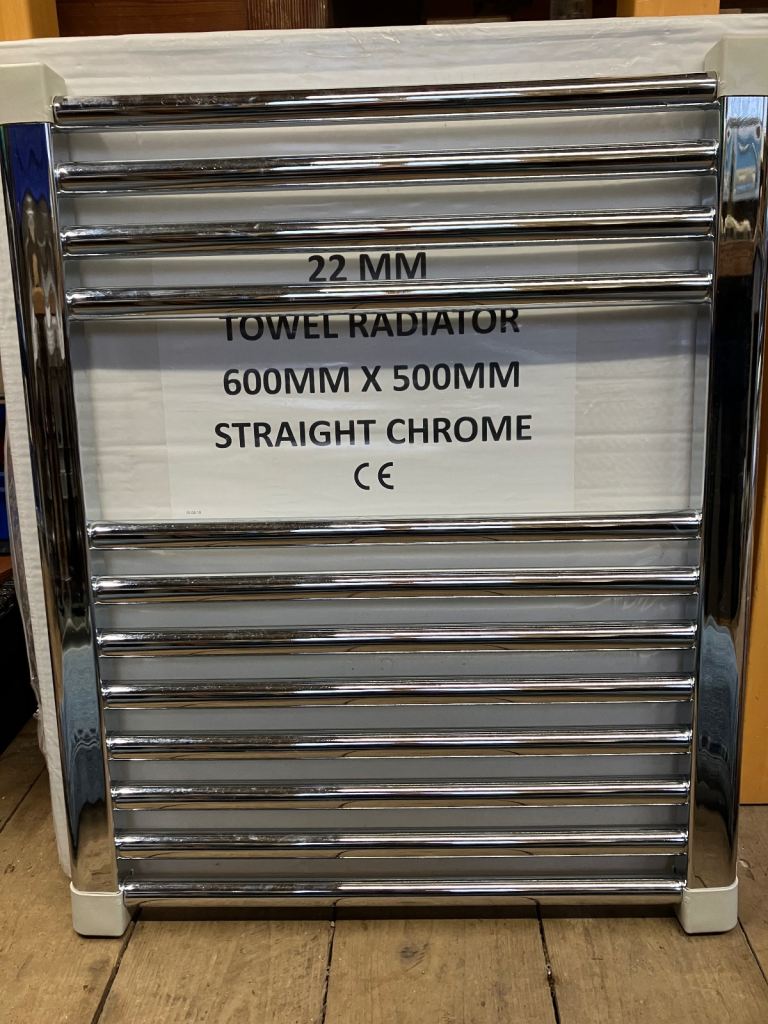 22 MM
TOWEL RADIATOR
600MM X 500MM
STRAIGHT CHROME
CE